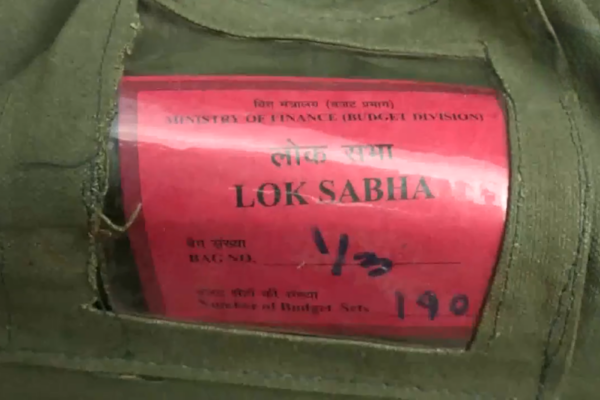 वित्त मंत्रालय (बजट प्रभाग)
MINISTRY OF FINANCE (BUDGET DIVISION)
लोक सभा
LOK SABHA
बैग संख्या
BAG NO. 1/3
बजट सेटों की संख्या
Number of Budget Sets 190